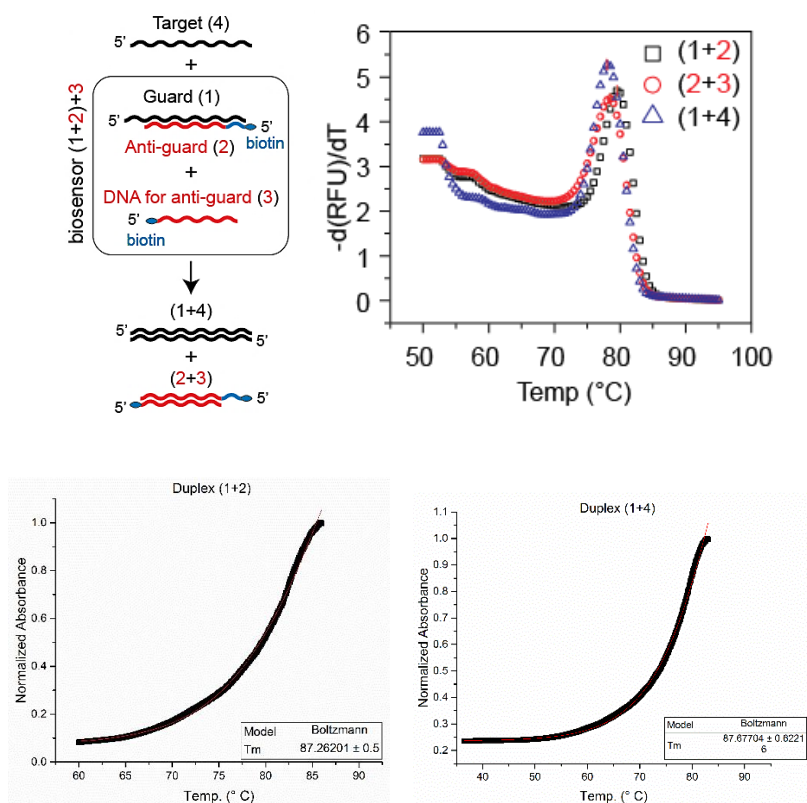 Target (4)
5’
+
biosensor (1+2)+3
Guard (1)
5’
5’
Anti-guard (2)
biotin
+
DNA for anti-guard (3)
5’
biotin
(1+4)
5’
5’
+
(2+3)
5’
5’
-d(RFU)/dT
6
5
4
3
2
1
0
(1+2)
(2+3)
(1+4)
50 60 70 80 90 100
Temp (°C)
Duplex (1+2)
Normalized Absorbance
1.0
0.8
0.6
0.4
0.2
0.0
Model Boltzmann
Tm 87.26201 ± 0.5
60 65 70 75 80 85 90
Temp. (° C)
Duplex (1+4)
Normalized Absorbance
1.1
1.0
0.9
0.8
0.7
0.6
0.5
0.4
0.3
0.2
Model Boltzmann
Tm 87.67704 ± 0.6221
6
40 50 60 70 80 90
Temp. (° C)